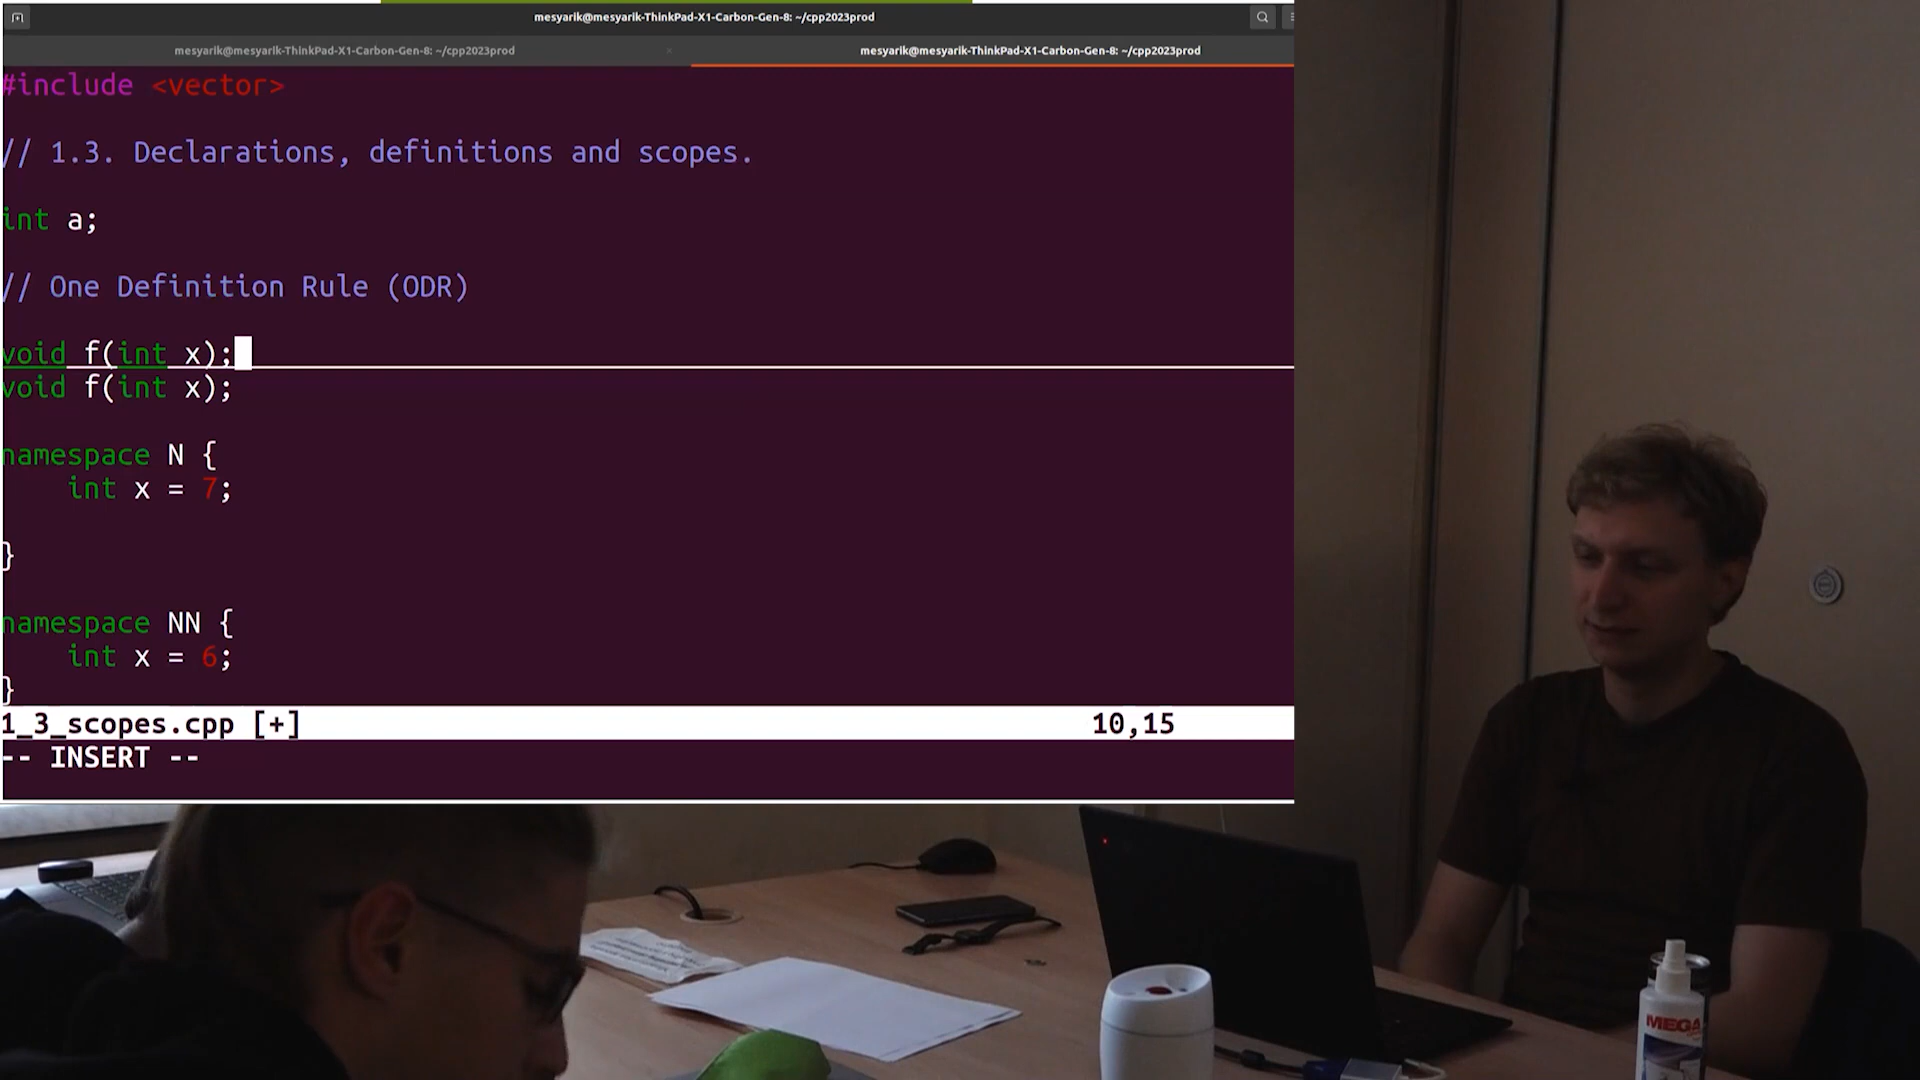 mesyarik@mesyarik-ThinkPad-X1-Carbon-Gen-8: ~/cpp2023prod
mesyarik@mesyarik-ThinkPad-X1-Carbon-Gen-8: ~/cpp2023prod
mesyarik@mesyarik-ThinkPad-X1-Carbon-Gen-8: ~/cpp2023prod
#include <vector>
// 1.3. Declarations, definitions and scopes.
int a;
// One Definition Rule (ODR)
void f(int x);
void f(int x);
namespace N {
int x = 7;
}
namespace NN {
int x = 6;
}
1_3_scopes.cpp [+] 10,15
-- INSERT --
MEGA